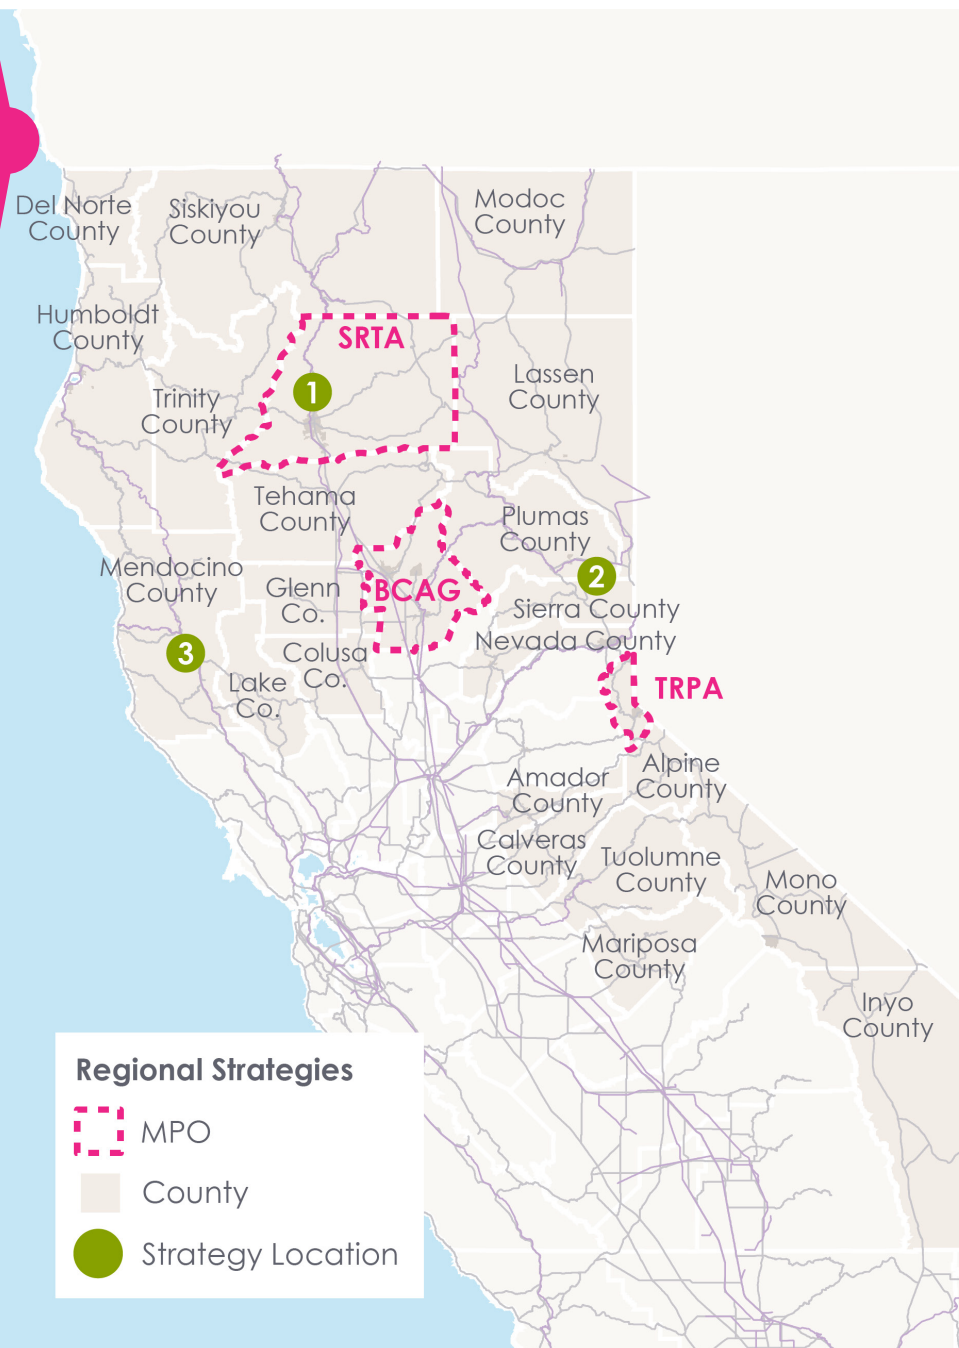 Del Norte
County
Siskiyou
County
Modoc
County
Humboldt
County
SRTA
1
Trinity
County
Lassen
County
Tehama
County
Plumas
County
Mendocino
County
Glenn
Co.
BCAG
2
Sierra County
Nevada County
3
Colusa
Co.
Lake
Co.
TRPA
Amador
County
Alpine
County
Calveras
County
Tuolumne
County
Mono
County
Mariposa
County
Inyo
County
Regional Strategies
MPO
County
Strategy Location